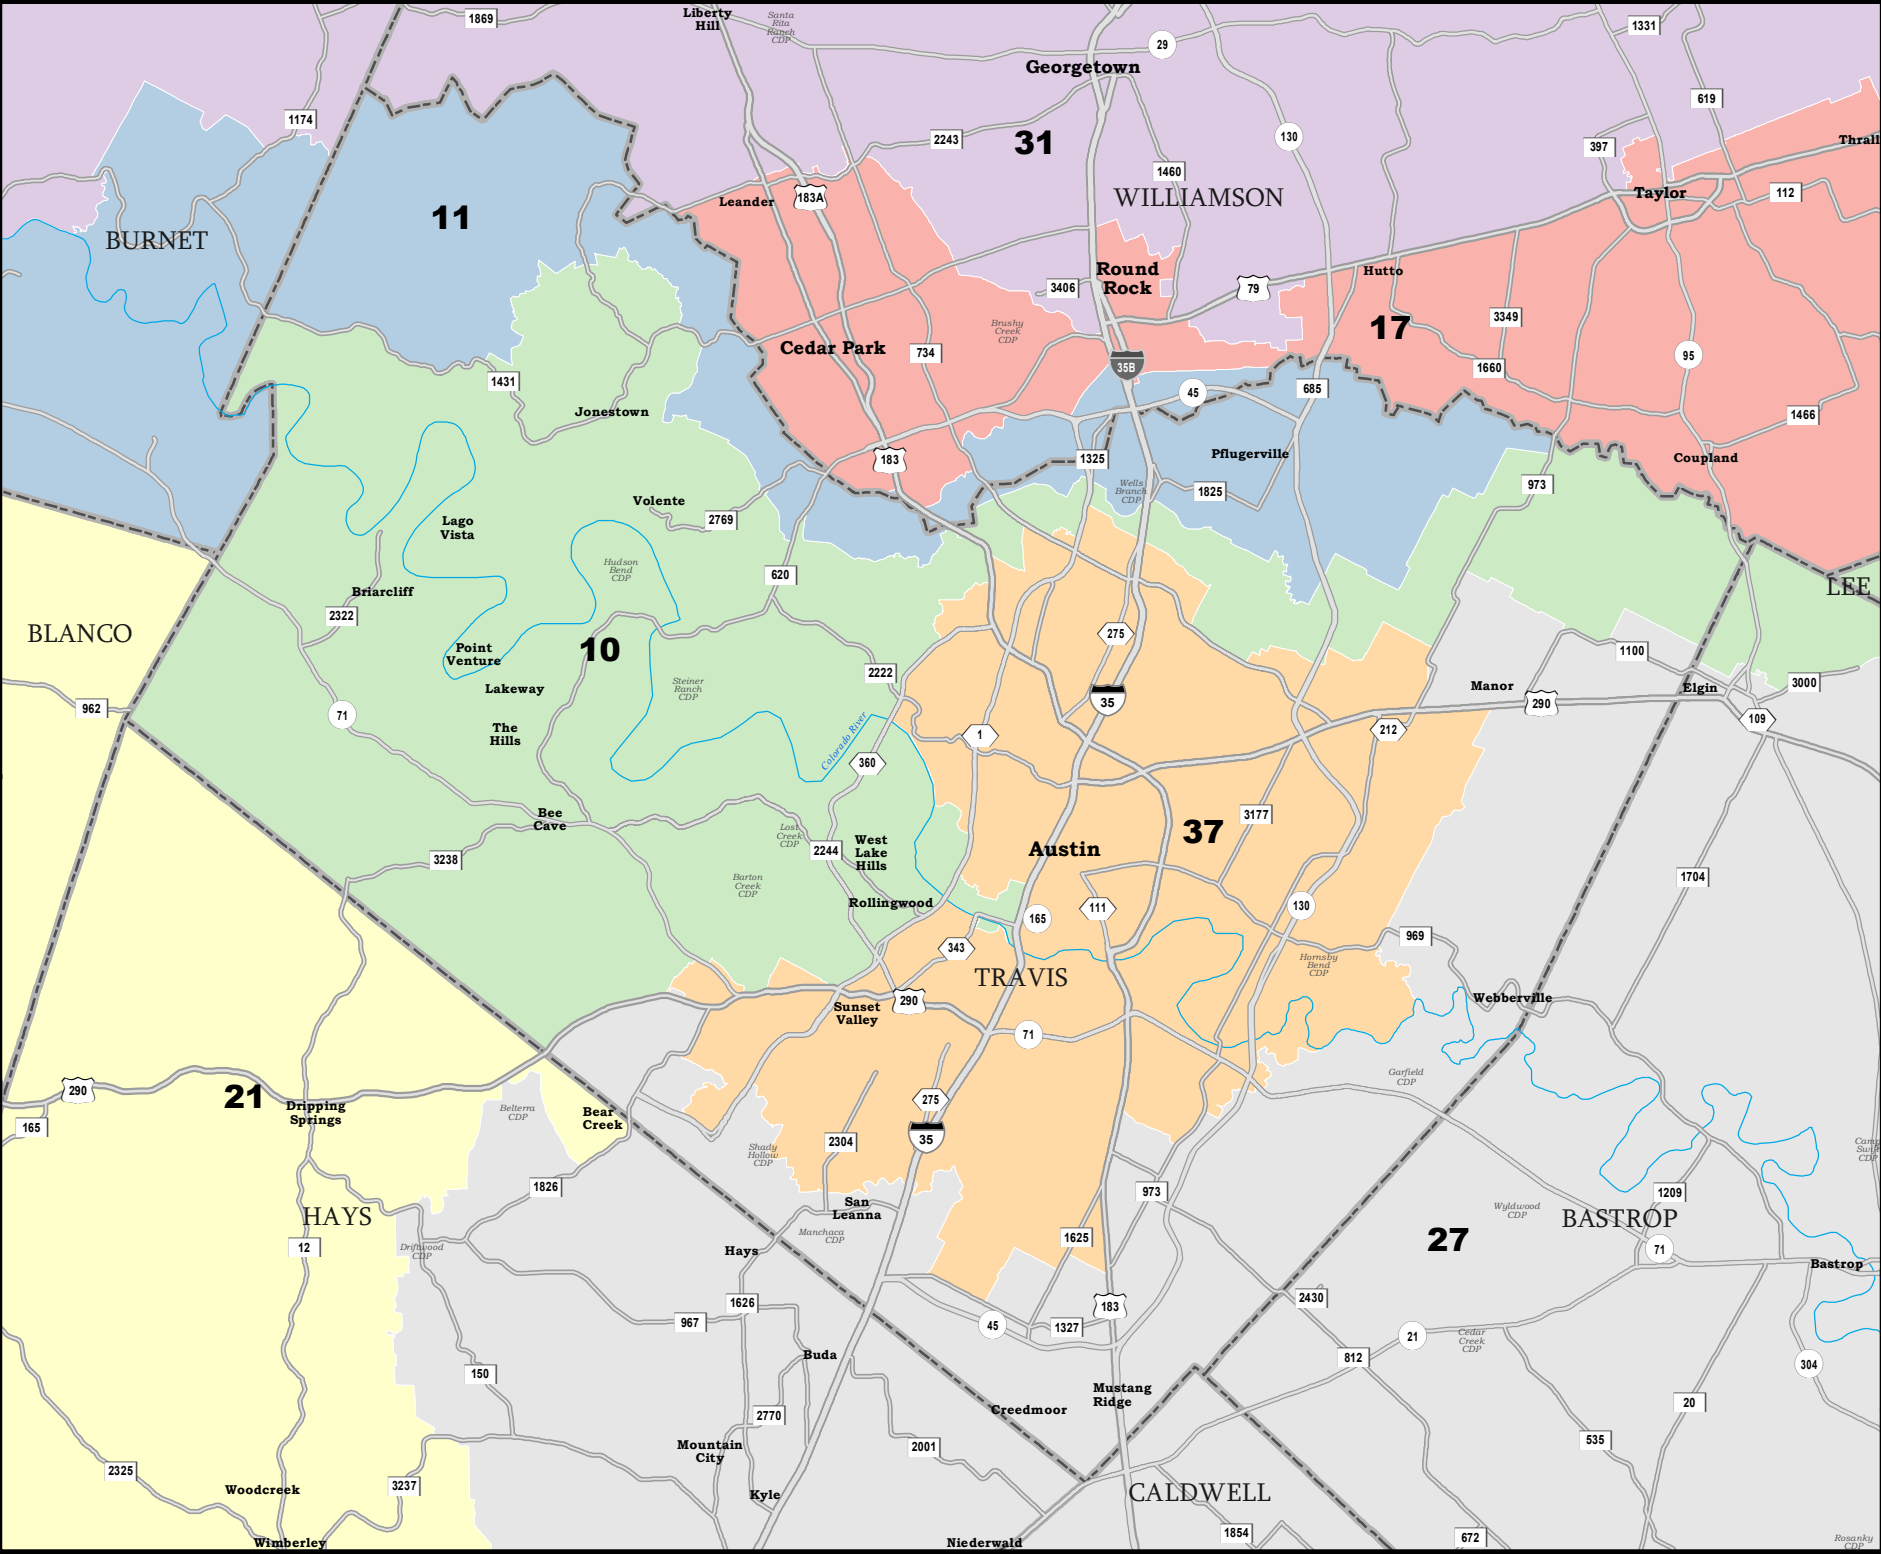 1869
Liberty
Hill
Santa
Rita
Ranch
CDP
29
1331
Georgetown
619
1174
2243
31
130
397
Thrall
1460
183A
Leander
WILLIAMSON
Taylor
112
11
BURNET
Round
Rock
Hutto
3406
79
Brushy
Creek
CDP
17
3349
Cedar Park
734
35B
1660
95
1431
45
685
Jonestown
1466
183
1325
Pflugerville
Coupland
Wells
Branch
CDP
1825
973
Volente
2769
Lago
Vista
Hudson
Bend
CDP
620
Briarcliff
2322
LEE
BLANCO
275
10
Point
Venture
1100
2222
Steiner
Ranch
CDP
Lakeway
Manor
Elgin
3000
962
71
35
290
109
The
Hills
1
212
Colorado River
360
Bee
Cave
3177
37
Lost
Creek
CDP
2244
West
Lake
Hills
Austin
3238
Barton
Creek
CDP
1704
Rollingwood
165
111
130
343
969
TRAVIS
Hornsby
Bend
CDP
Sunset
Valley
290
Webberville
71
Garfield
CDP
290
21
Dripping
Springs
Belterra
CDP
Bear
Creek
275
165
35
2304
Shady
Hollow
CDP
Camp
Swift
CDP
1826
973
1209
San
Leanna
Manchaca
CDP
Wyldwood
CDP
BASTROP
HAYS
12
Driftwood
CDP
Hays
1625
27
71
Bastrop
1626
183
2430
967
45
1327
21
Cedar
Creek
CDP
Buda
812
304
150
Mustang
Ridge
Creedmoor
20
2770
Mountain
City
2001
535
2325
3237
Woodcreek
Kyle
CALDWELL
1854
672
Wimberley
Niederwald
Rosanky
CDP